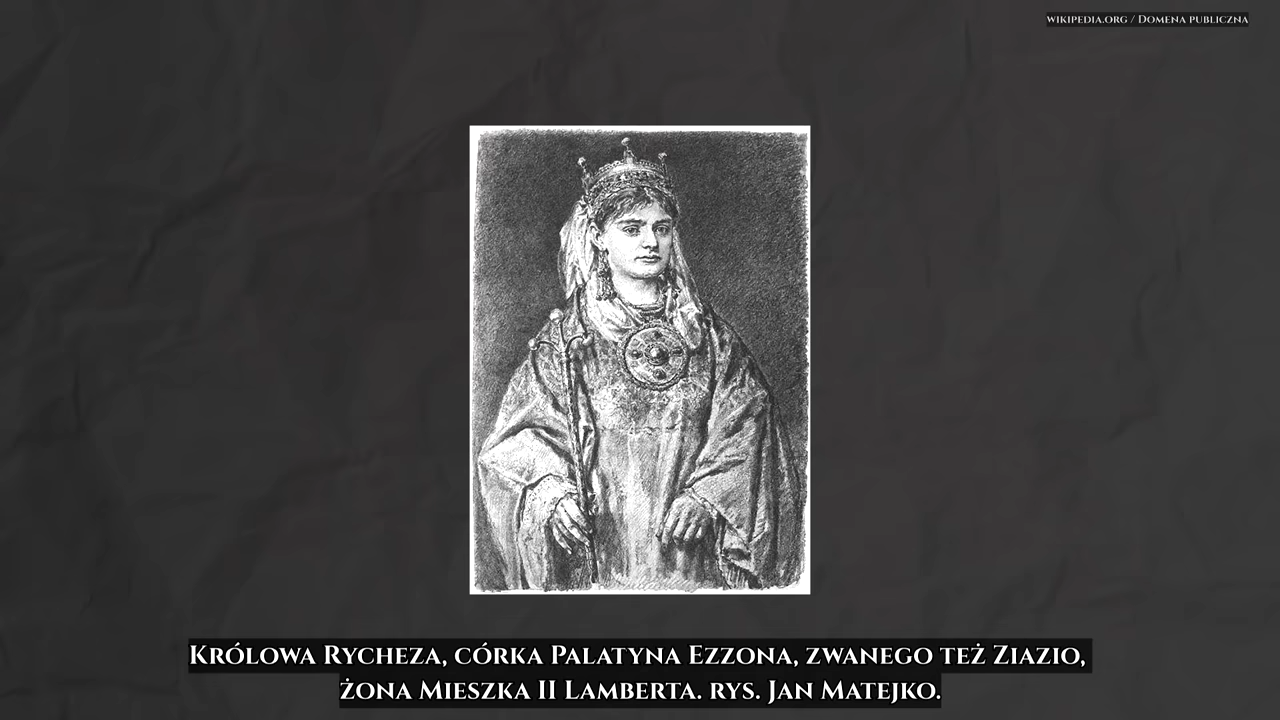 wikipedia.org / Domena publiczna
Królowa Rycheza, córka Palatyna Ezzona, zwanego też Ziazio,
żona Mieszka II Lamberta. rys. Jan Matejko.